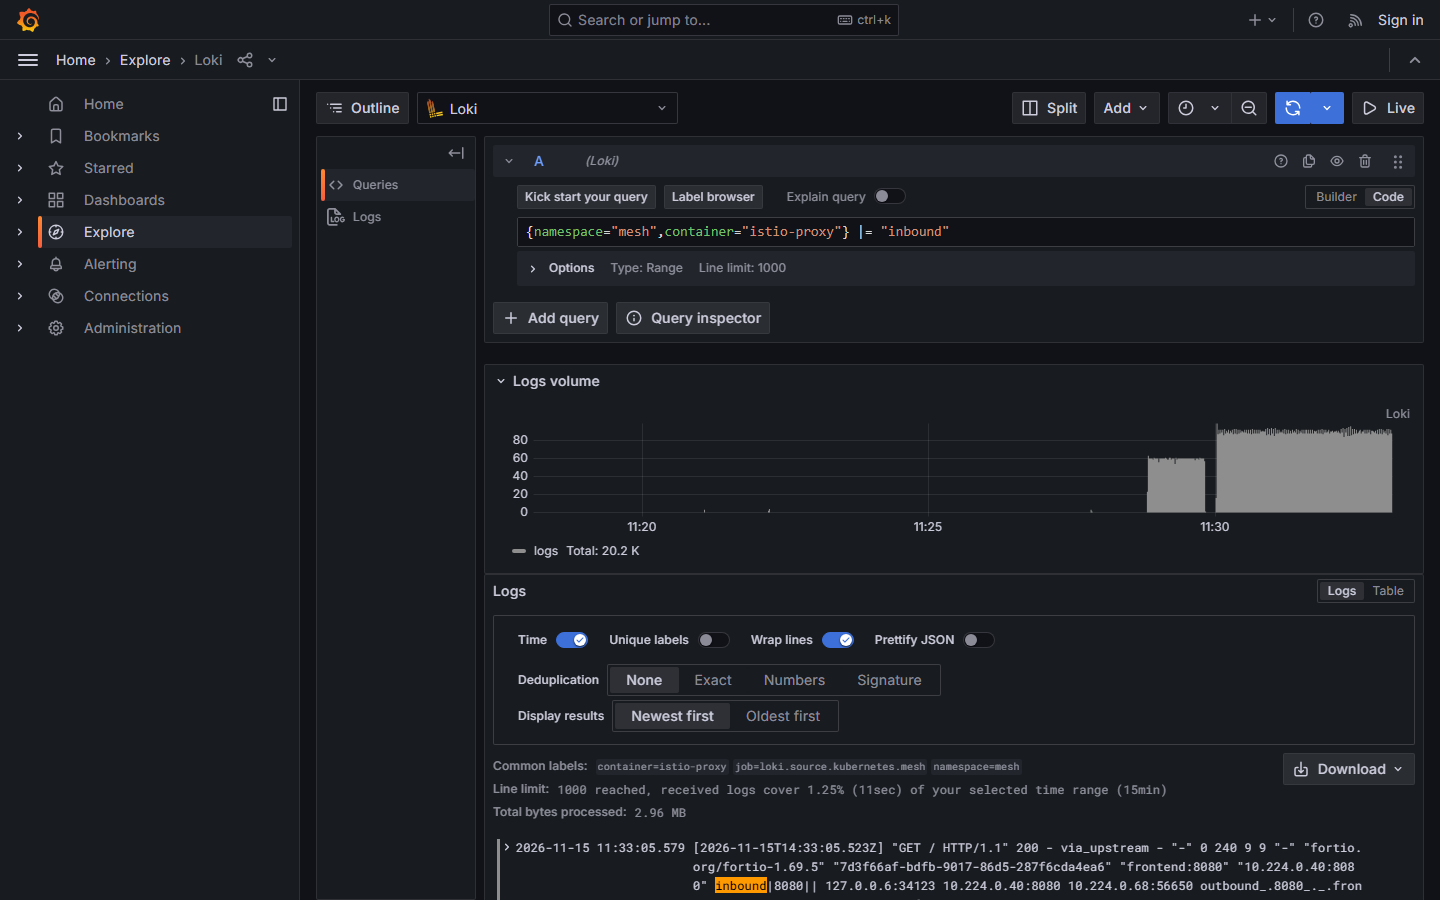 Search or jump to...
ctrl+k
Sign in
Home › Explore › Loki
Home
Bookmarks
Starred
Dashboards
Explore
Alerting
Connections
Administration
Outline
Loki
Split
Add
Live
Queries
Logs
A (Loki)
Kick start your query
Label browser
Explain query
Builder
Code
{namespace="mesh",container="istio-proxy"} |= "inbound"
Options Type: Range Line limit: 1000
Add query
Query inspector
Logs volume
Loki
80
60
40
20
0
11:20
11:25
11:30
logs Total: 20.2 K
Logs
Logs
Table
Time
Unique labels
Wrap lines
Prettify JSON
Deduplication
None
Exact
Numbers
Signature
Display results
Newest first
Oldest first
Common labels: container=istio-proxy job=loki.source.kubernetes.mesh namespace=mesh
Download
Line limit: 1000 reached, received logs cover 1.25% (11sec) of your selected time range (15min)
Total bytes processed: 2.96 MB
2026-11-15 11:33:05.579 [2026-11-15T14:33:05.523Z] "GET / HTTP/1.1" 200 - via_upstream - "-" 0 240 9 9 "-" "fortio.
org/fortio-1.69.5" "7d3f66af-bdfb-9017-86d5-287f6cda4ea6" "frontend:8080" "10.224.0.40:808
0" inbound|8080|| 127.0.0.6:34123 10.224.0.40:8080 10.224.0.68:56650 outbound_.8080_._.fron